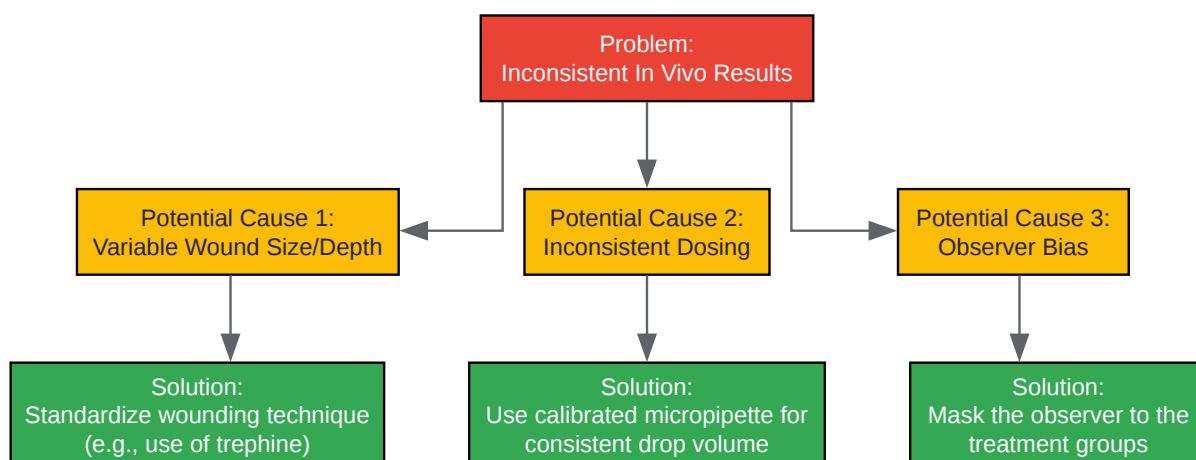 Problem:
Inconsistent In Vivo Results
Potential Cause 1:
Variable Wound Size/Depth
Potential Cause 2:
Inconsistent Dosing
Potential Cause 3:
Observer Bias
Solution:
Standardize wounding technique
(e.g., use of trephine)
Solution:
Use calibrated micropipette for
consistent drop volume
Solution:
Mask the observer to the
treatment groups